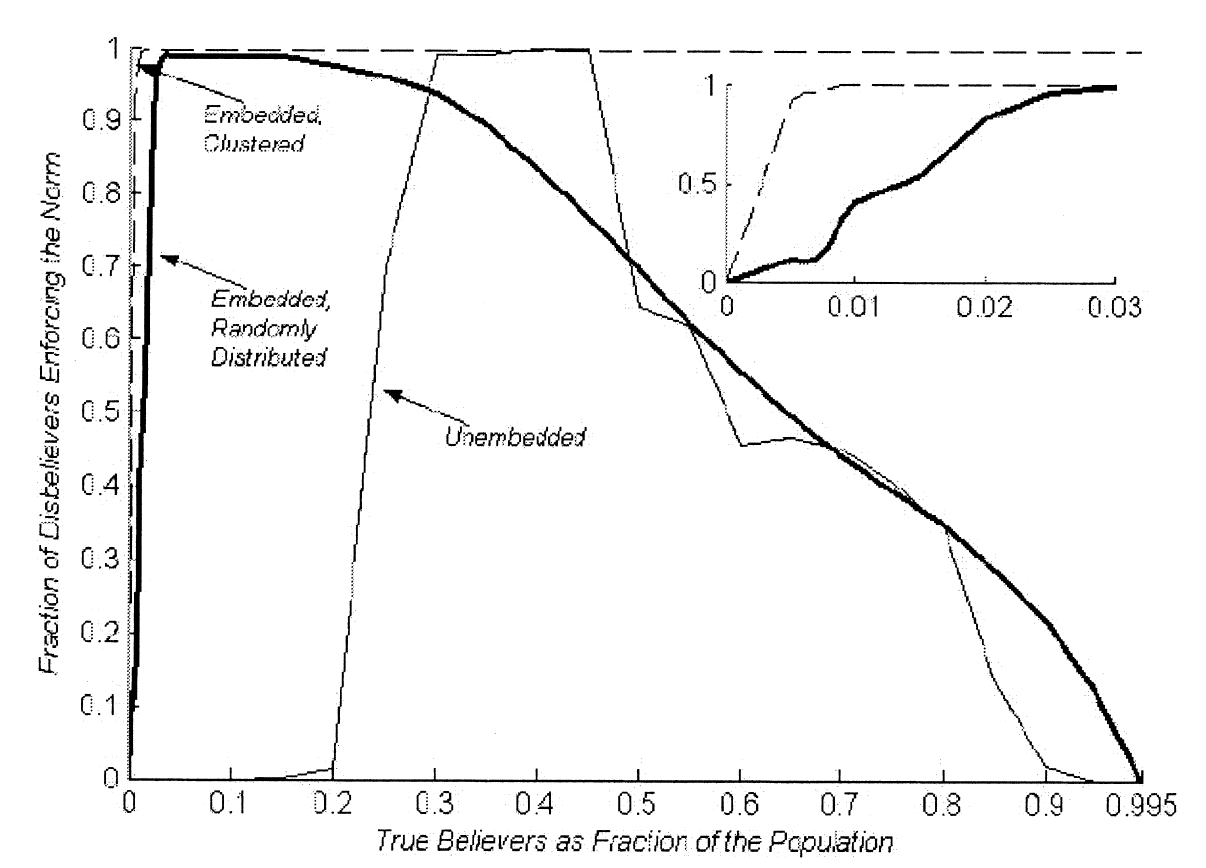 1
0.9
0.8
0.7
0.6
0.5
0.4
0.3
0.2
0.1
0
Fraction of Disbelievers Enforcing the Norm
Embedded,
Clustered
Embedded,
Randomly
Distributed
Unembedded
1
0.5
0
0 0.01 0.02 0.03
0 0.1 0.2 0.3 0.4 0.5 0.6 0.7 0.8 0.9 0.995
True Believers as Fraction of the Population